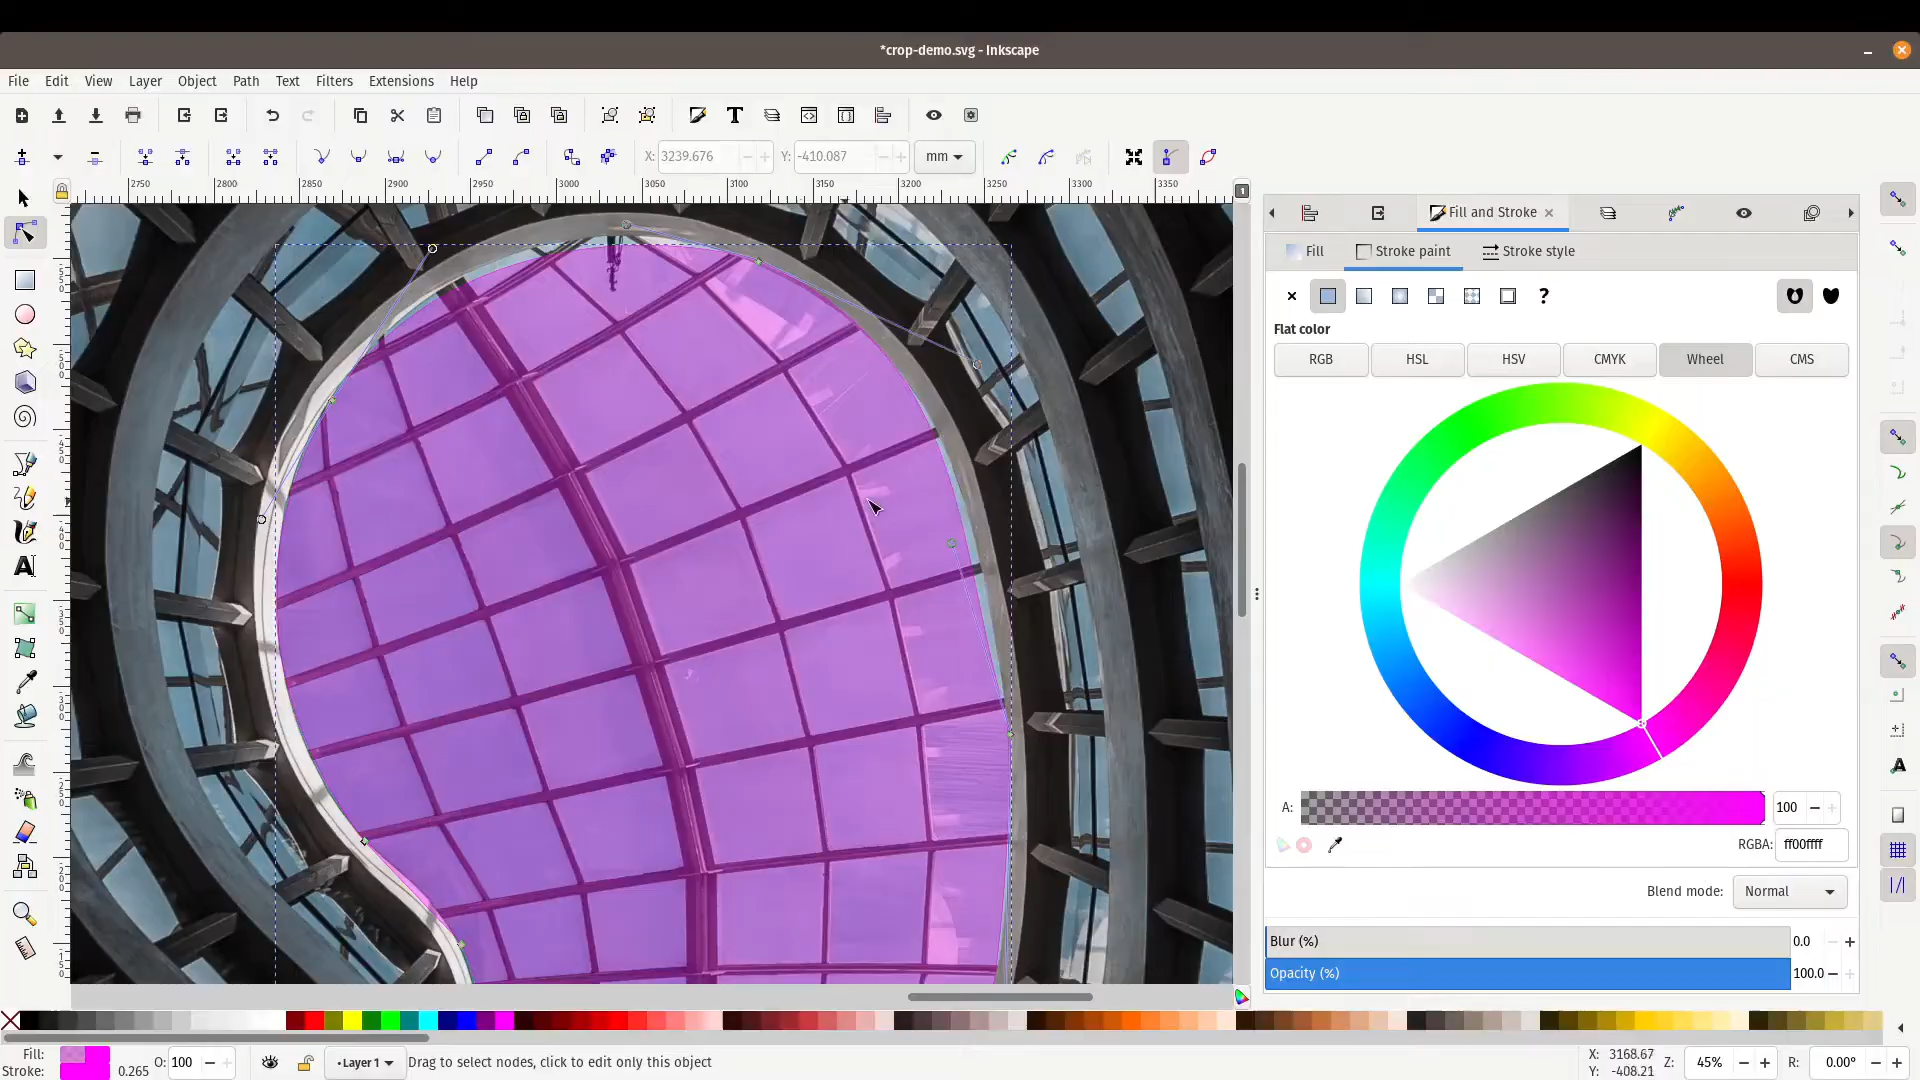 *crop-demo.svg - Inkscape
File Edit View Layer Object Path Text Filters Extensions Help
X: 3239.676 Y: -410.087 mm
2750 2800 2850 2900 2950 3000 3050 3100 3150 3200 3250 3300 3350
1
Fill and Stroke
Fill Stroke paint Stroke style
Flat color
RGB HSL HSV CMYK Wheel CMS
A: 100
RGBA: ff00ffff
Blend mode: Normal
Blur (%) 0.0
Opacity (%) 100.0
Fill:
Stroke: 0.265
O: 100
Layer 1
Drag to select nodes, click to edit only this object
X: 3168.67
Y: -408.21
Z: 45%
R: 0.00°